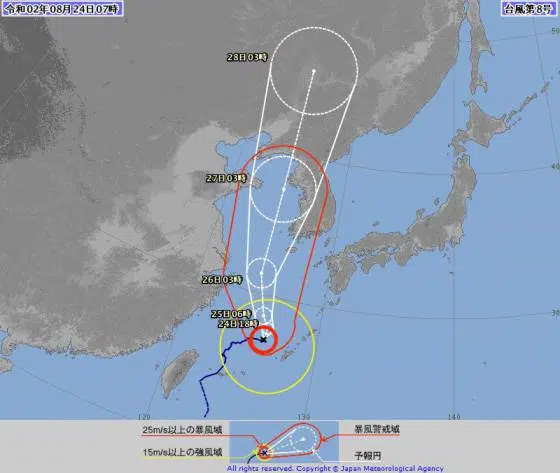 令和02年08月24日07時
台風第8号
50
28日03時
40
27日03時
26日03時
30
25日06時
24日18時
120
130
140
25m/s以上の暴風域
暴風警戒域
15m/s以上の強風域
予報円
All rights reserved. Copyright © Japan Meteorological Agency